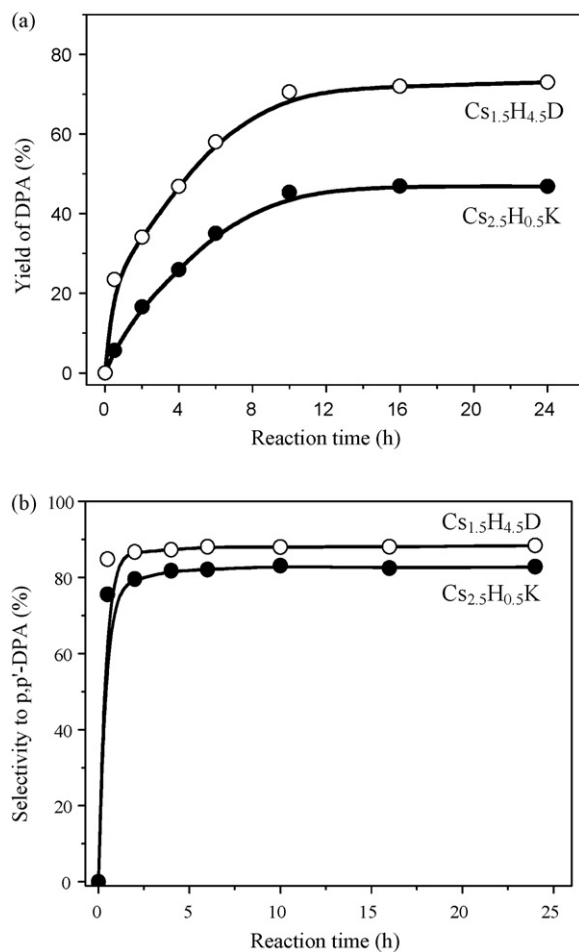 (a)
80
60
40
20
0
Yield of DPA (%)
Cs1.5H4.5D
Cs2.5H0.5K
0 4 8 12 16 20 24
Reaction time (h)
(b)
100
80
60
40
20
0
Selectivity to p,p'-DPA (%)
Cs1.5H4.5D
Cs2.5H0.5K
0 5 10 15 20 25
Reaction time (h)